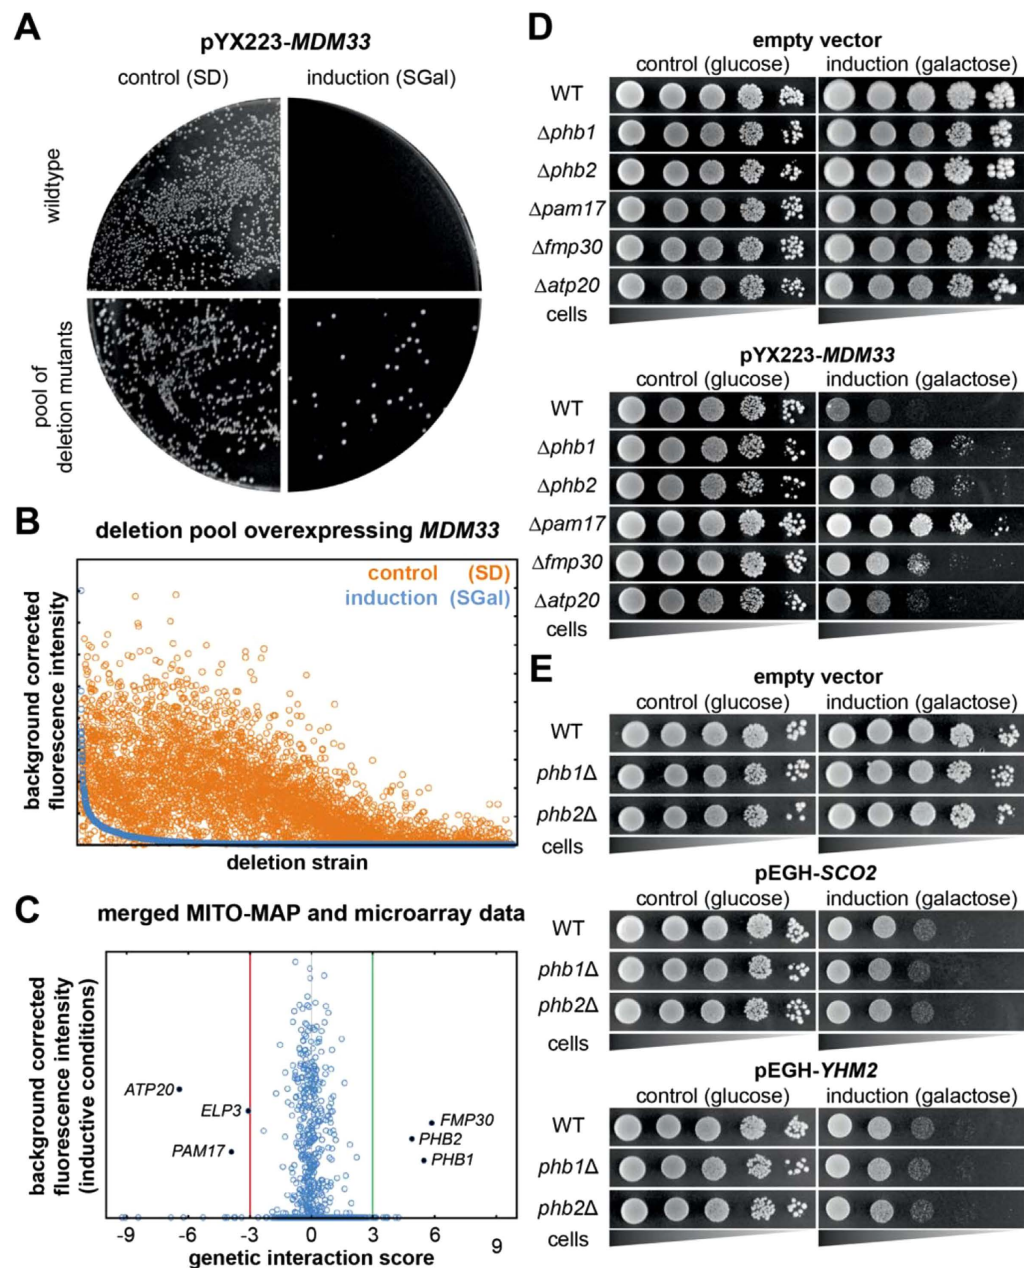 A
pYX223-MDM33
control (SD)
induction (SGal)
wildtype
pool of
deletion mutants
B
deletion pool overexpressing MDM33
control (SD)
induction (SGal)
background corrected
fluorescence intensity
deletion strain
C
merged MITO-MAP and microarray data
background corrected
fluorescence intensity
(inductive conditions)
ATP20
ELP3
PAM17
FMP30
PHB2
PHB1
-9 -6 -3 0 3 6 9
genetic interaction score
D
empty vector
control (glucose) induction (galactose)
WT
Δphb1
Δphb2
Δpam17
Δfmp30
Δatp20
cells
pYX223-MDM33
control (glucose) induction (galactose)
WT
Δphb1
Δphb2
Δpam17
Δfmp30
Δatp20
cells
E
empty vector
control (glucose) induction (galactose)
WT
phb1Δ
phb2Δ
cells
pEGH-SCO2
control (glucose) induction (galactose)
WT
phb1Δ
phb2Δ
cells
pEGH-YHM2
control (glucose) induction (galactose)
WT
phb1Δ
phb2Δ
cells